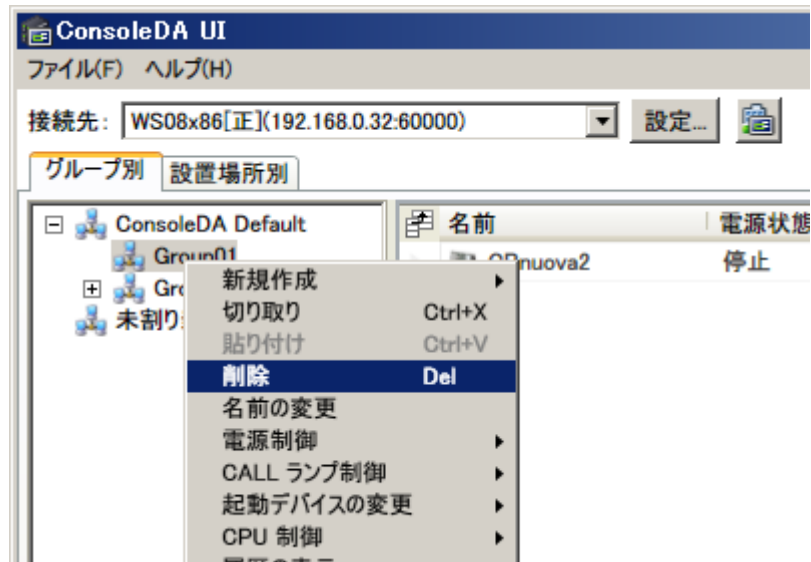 ConsoleDA UI
ファイル(F) ヘルプ(H)
接続先: WS08x86[正](192.168.0.32:60000) 設定...
グループ別 設置場所別
ConsoleDA Default
Group01
未割り
名前 電源状態
停止
新規作成
切り取り Ctrl+X
貼り付け Ctrl+V
削除 Del
名前の変更
電源制御
CALL ランプ制御
起動デバイスの変更
CPU 制御